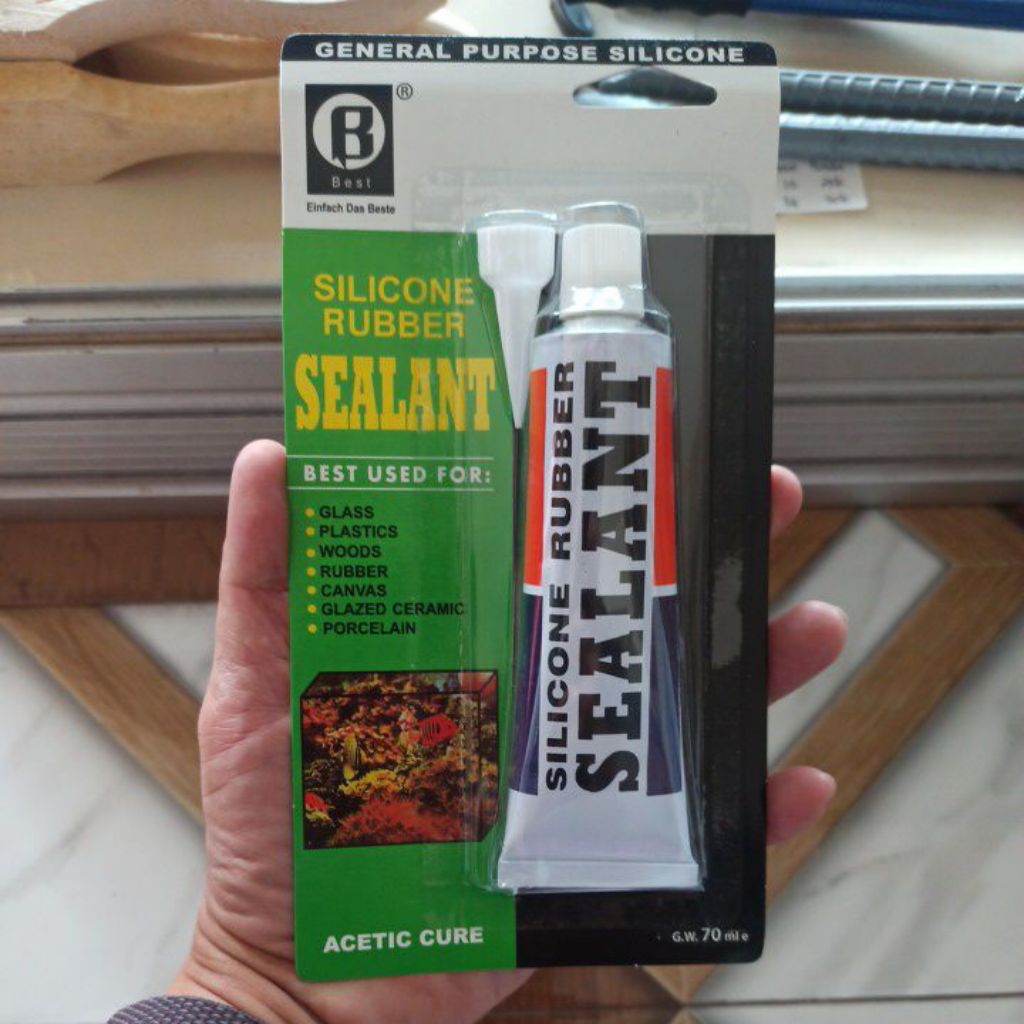 GENERAL PURPOSE SILICONE
B ®
Best
Einfach Das Beste
SILICONE
RUBBER
SEALANT
BEST USED FOR:
• GLASS
• PLASTICS
• WOODS
• RUBBER
• CANVAS
• GLAZED CERAMIC
• PORCELAIN
ACETIC CURE
SILICONE RUBBER
SEALANT
G.W. 70 ml e